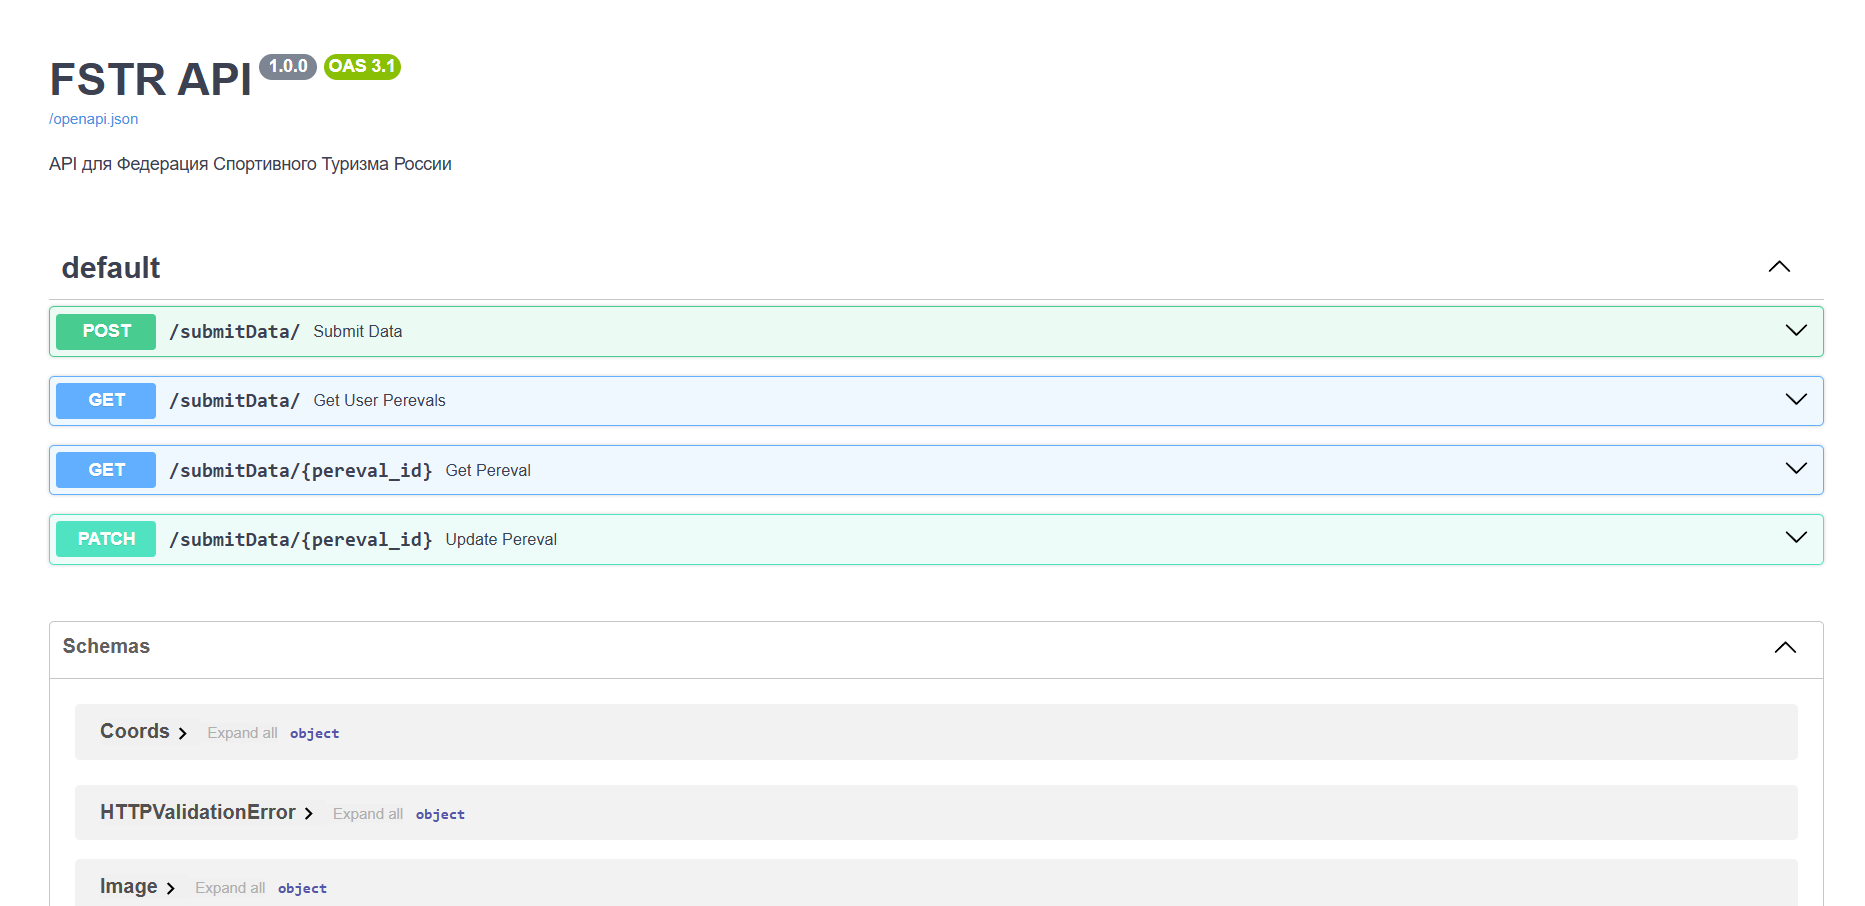 FSTR API 1.0.0 OAS 3.1
/openapi.json
API для Федерация Спортивного Туризма России
default
POST /submitData/ Submit Data
GET /submitData/ Get User Perevals
GET /submitData/{pereval_id} Get Pereval
PATCH /submitData/{pereval_id} Update Pereval
Schemas
Coords Expand all object
HTTPValidationError Expand all object
Image Expand all object